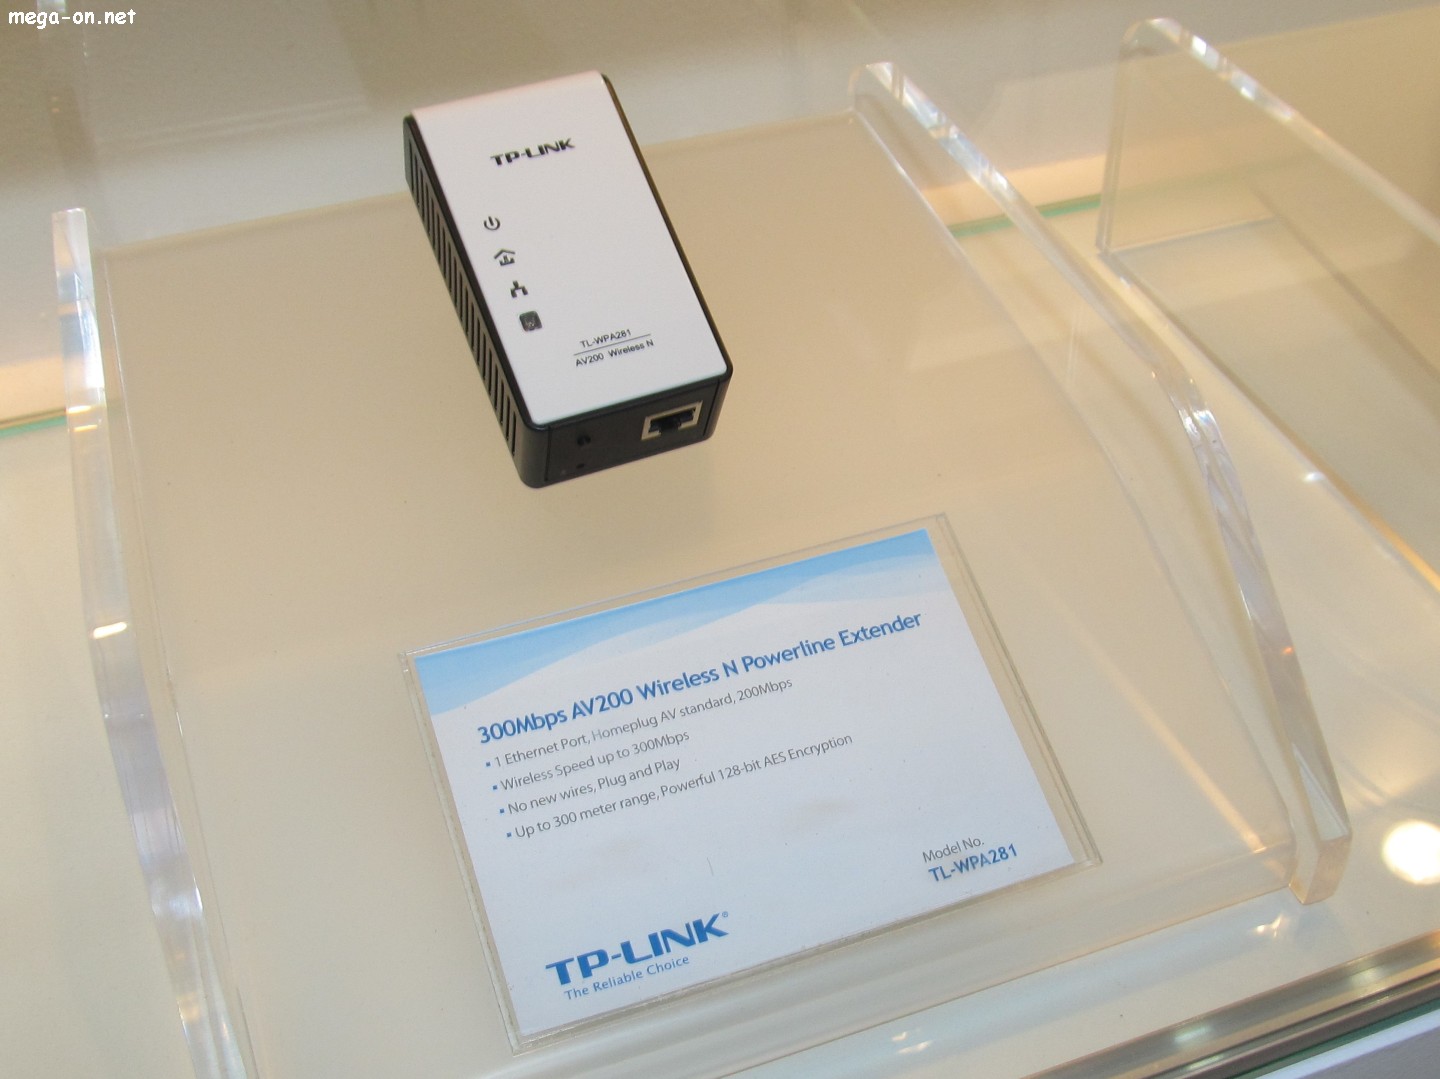 mega-on.net
TP-LINK
TL-WPA281
AV200 Wireless N
300Mbps AV200 Wireless N Powerline Extender
▪ 1 Ethernet Port, Homeplug AV standard, 200Mbps
▪ Wireless Speed up to 300Mbps
▪ No new wires, Plug and Play
▪ Up to 300 meter range, Powerful 128-bit AES Encryption
Model No.
TL-WPA281
TP-LINK®
The Reliable Choice